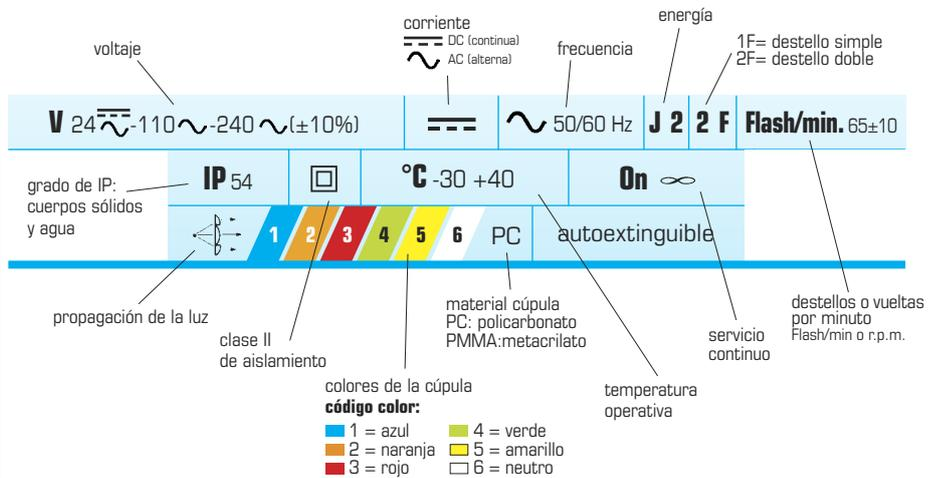 corriente
DC (continua)
AC (alterna)
voltaje
frecuencia
energía
1F= destello simple
2F= destello doble
V 24 -110 -240 (±10%)
50/60 Hz
J 2
2 F
Flash/min. 65±10
grado de IP:
cuerpos sólidos
y agua
IP 54
°C -30 +40
On ∞
1 2 3 4 5 6
PC
autoextinguible
propagación de la luz
clase II
de aislamiento
material cúpula
PC: policarbonato
PMMA:metacrilato
servicio
continuo
destellos o vueltas
por minuto
Flash/min o r.p.m.
temperatura
operativa
colores de la cúpula
código color:
1 = azul
2 = naranja
3 = rojo
4 = verde
5 = amarillo
6 = neutro